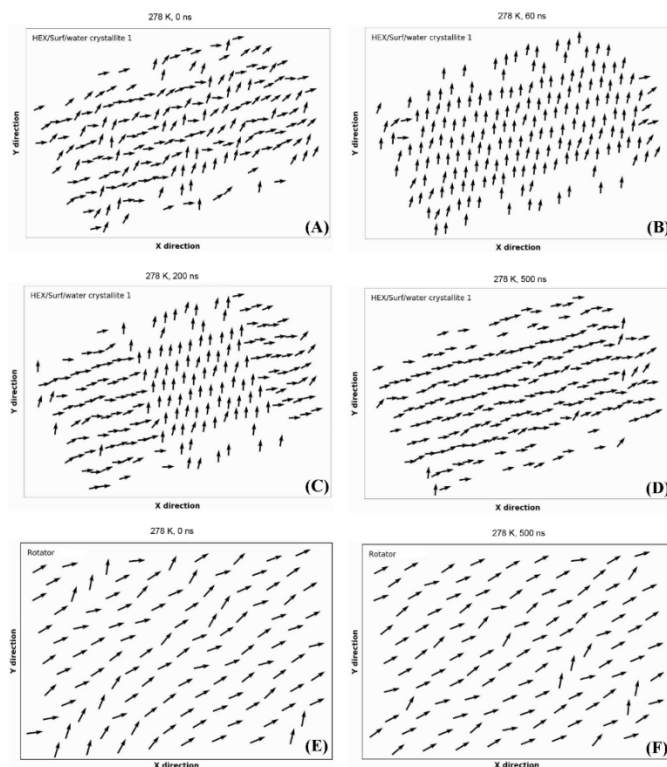 278 K, 0 ns
HEX/Surf/water crystallite 1
Y direction
X direction
(A)
278 K, 60 ns
HEX/Surf/water crystallite 1
Y direction
X direction
(B)
278 K, 200 ns
HEX/Surf/water crystallite 1
Y direction
X direction
(C)
278 K, 500 ns
HEX/Surf/water crystallite 1
Y direction
X direction
(D)
278 K, 0 ns
Rotator
Y direction
X direction
(E)
278 K, 500 ns
Rotator
Y direction
X direction
(F)